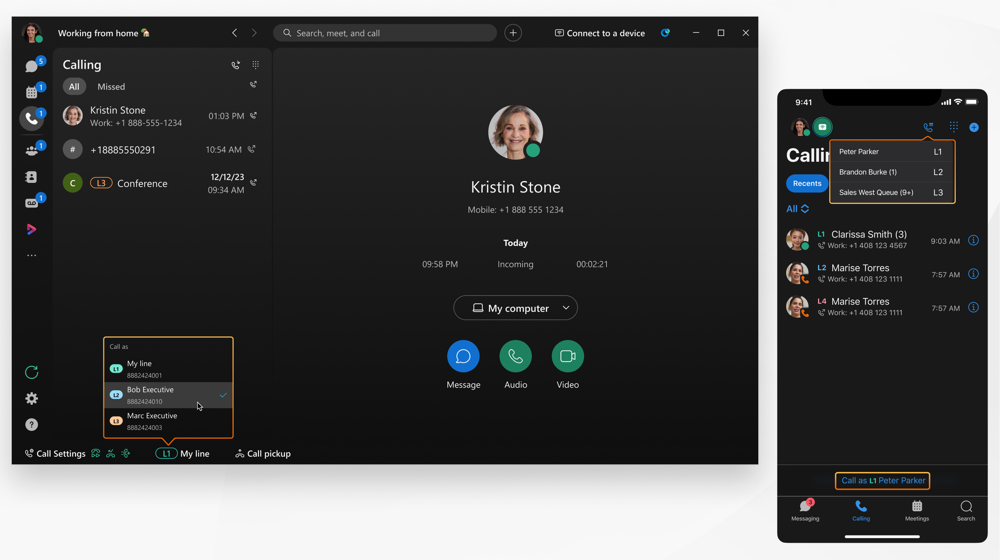 Working from home
Search, meet, and call
Connect to a device
5
1
1
1
1
Calling
All
Missed
Kristin Stone
Work: +1 888-555-1234
01:03 PM
#
+18885550291
10:54 AM
C
L3 Conference
12/12/23
09:34 AM
Kristin Stone
Mobile: +1 888 555 1234
Today
09:58 PM Incoming 00:02:21
My computer
Message Audio Video
Call as
L1 My line
8882424001
L2 Bob Executive
8882424010
L3 Marc Executive
8882424003
?
Call Settings
L1 My line
Call pickup
9:41
Callin
Peter Parker L1
Brandon Burke (1) L2
Sales West Queue (9+) L3
Recents
All
L1 Clarissa Smith (3)
Work: +1 408 123 4567
9:03 AM
L2 Marise Torres
Work: +1 408 123 1111
7:57 AM
L4 Marise Torres
Work: +1 408 123 1111
7:57 AM
Call as L1 Peter Parker
3
Messaging Calling Meetings Search